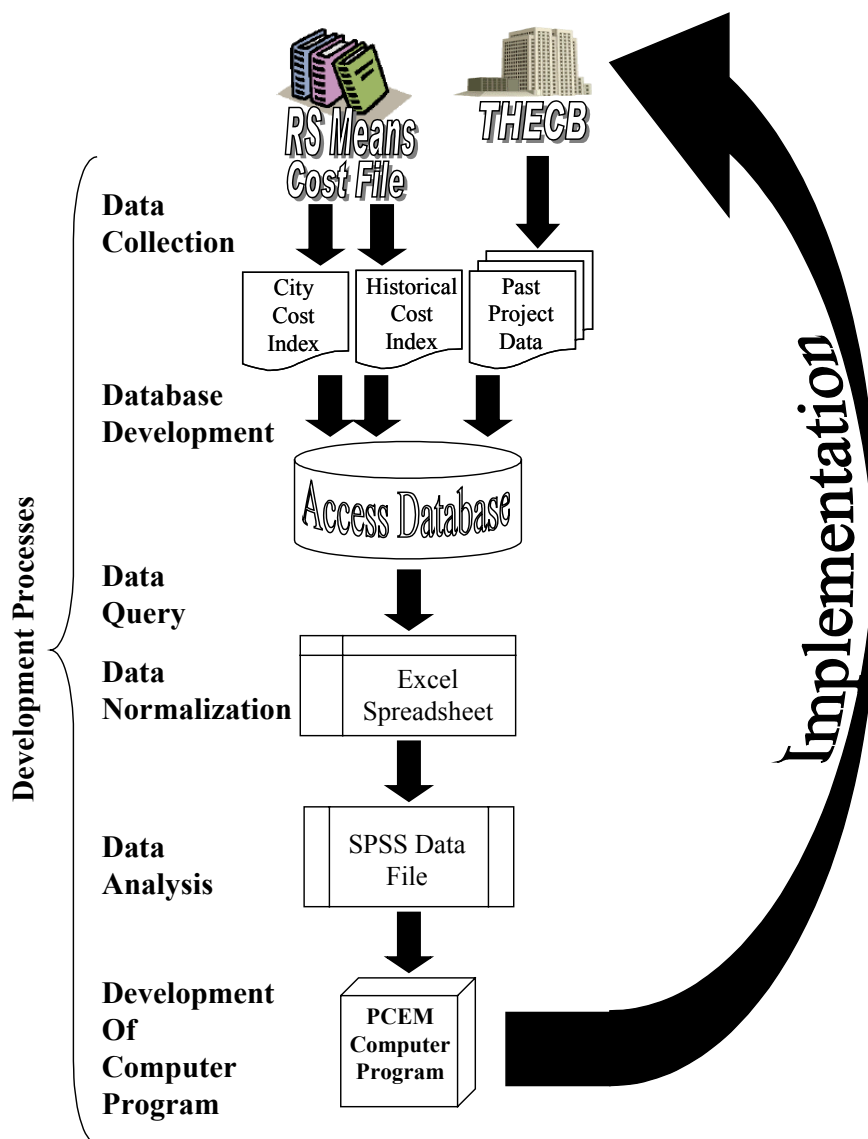 RS Means
Cost File
THECB
Data
Collection
City
Cost
Index
Historical
Cost
Index
Past
Project
Data
Database
Development
Access Database
Data
Query
Data
Normalization
Excel
Spreadsheet
Data
Analysis
SPSS Data
File
Development
Of
Computer
Program
PCEM
Computer
Program
Development Processes
Implementation